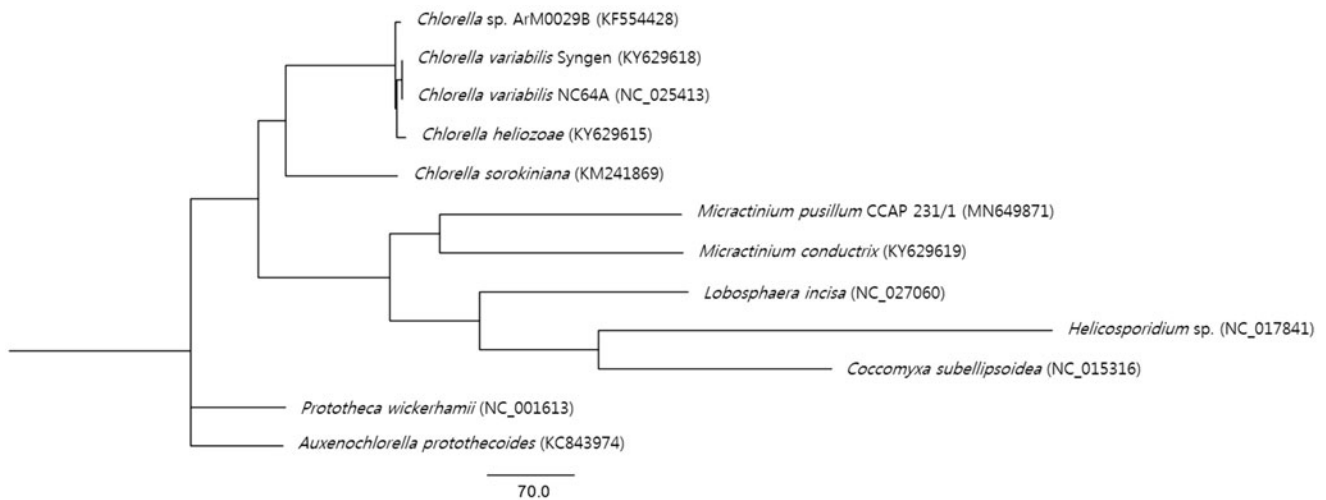 Chlorella sp. ArM0029B (KF554428)
Chlorella variabilis Syngen (KY629618)
Chlorella variabilis NC64A (NC_025413)
Chlorella heliozoae (KY629615)
Chlorella sorokiniana (KM241869)
Micractinium pusillum CCAP 231/1 (MN649871)
Micractinium conductrix (KY629619)
Lobosphaera incisa (NC_027060)
Helicosporidium sp. (NC_017841)
Coccomyxa subellipsoidea (NC_015316)
Prototheca wickerhamii (NC_001613)
Auxenochlorella protothecoides (KC843974)
70.0